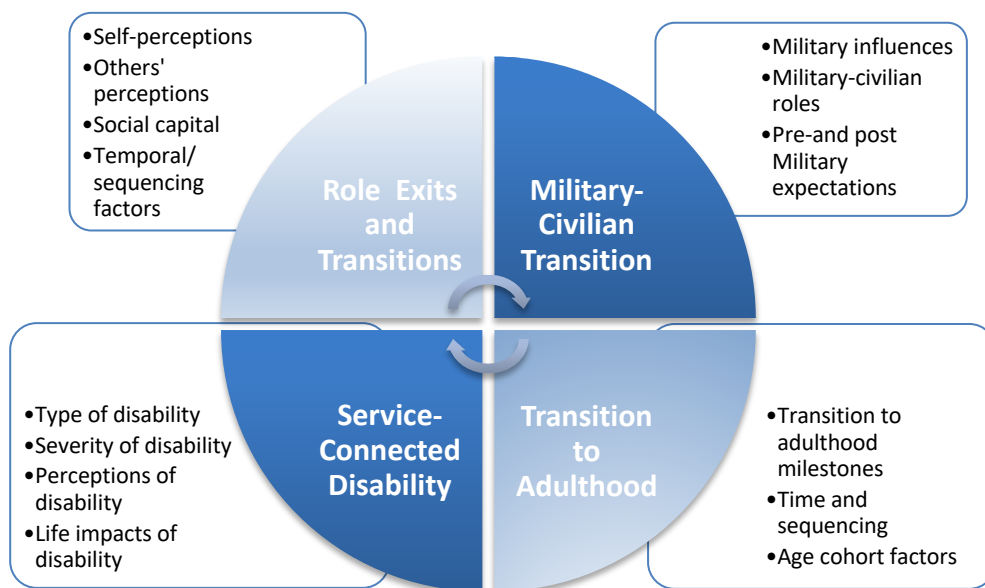 •Self-perceptions
•Others'
perceptions
•Social capital
•Temporal/
sequencing
factors
•Military influences
•Military-civilian
roles
•Pre-and post
Military
expectations
Role Exits
and
Transitions
Military-
Civilian
Transition
Service-
Connected
Disability
Transition
to
Adulthood
•Type of disability
•Severity of disability
•Perceptions of
disability
•Life impacts of
disability
•Transition to
adulthood
milestones
•Time and
sequencing
•Age cohort factors